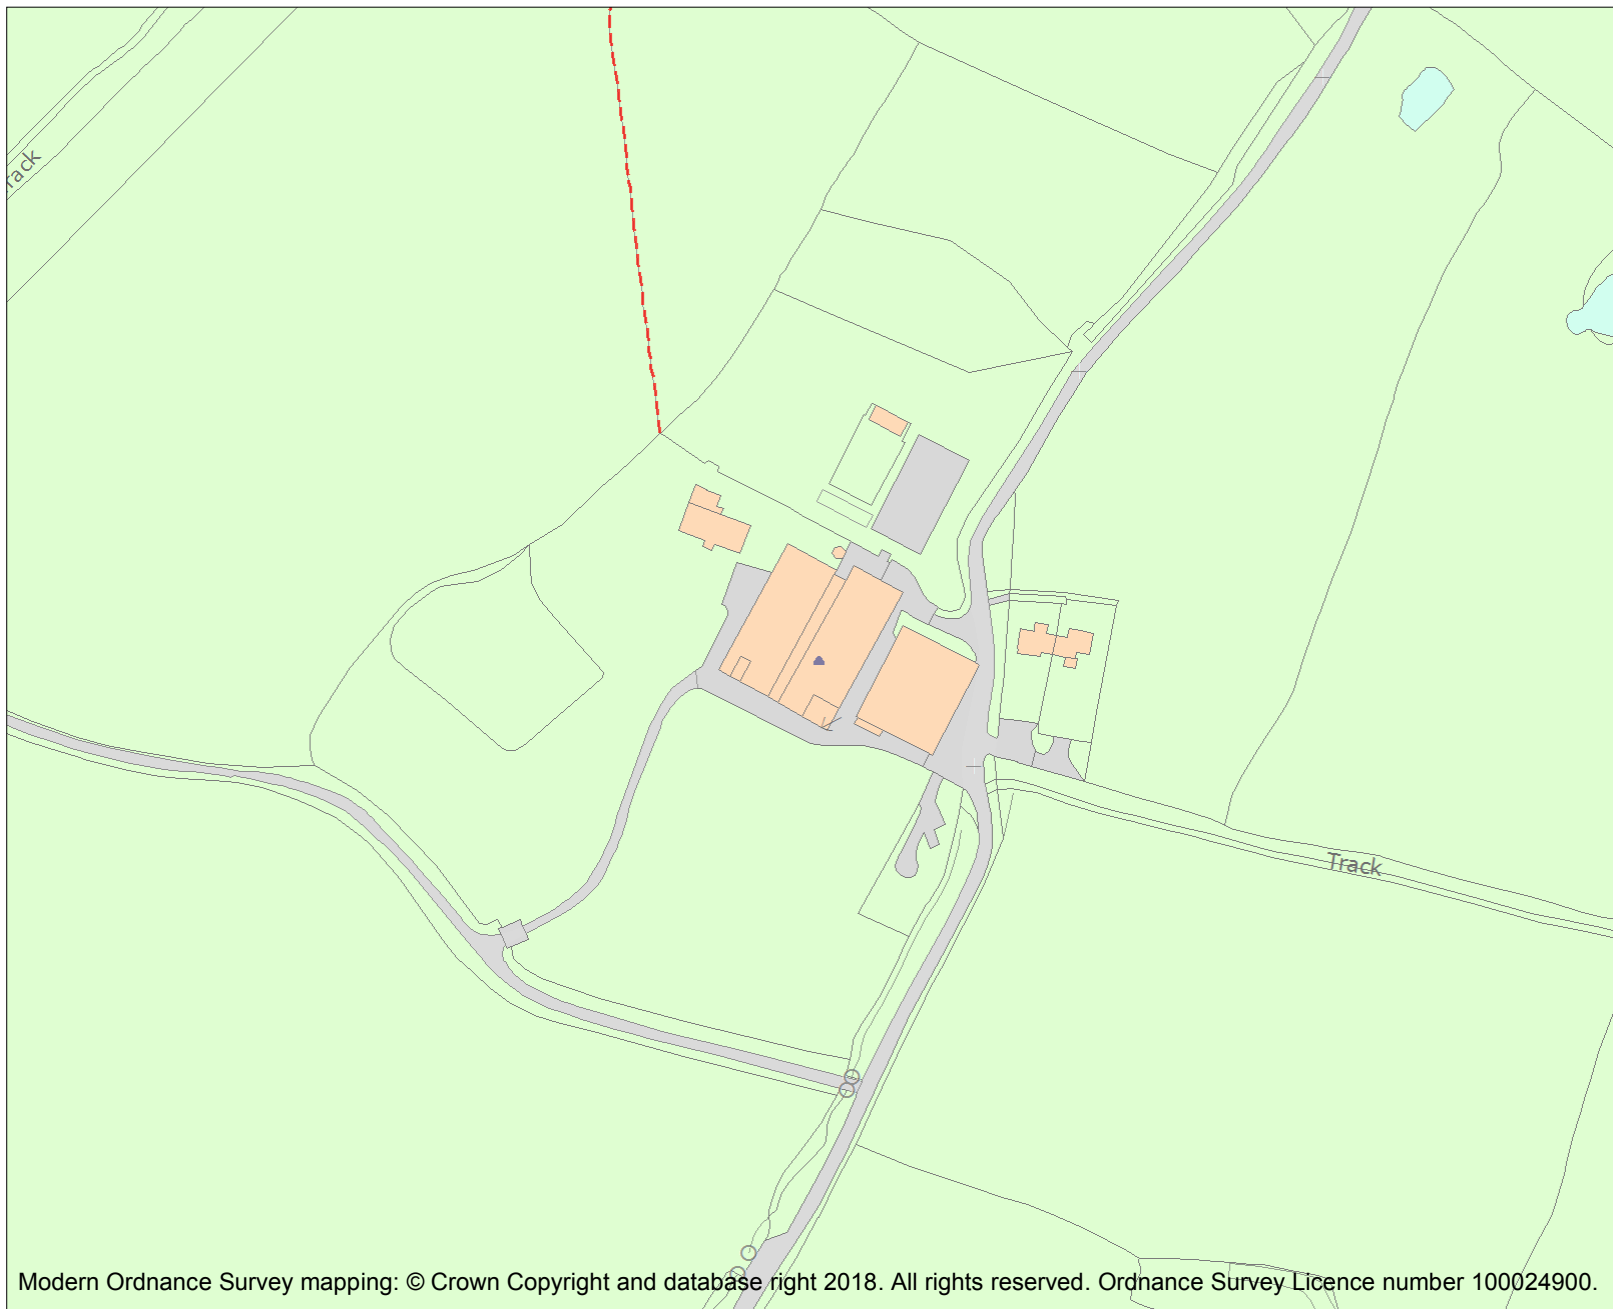 rack
Track
Modern Ordnance Survey mapping: © Crown Copyright and database right 2018. All rights reserved. Ordnance Survey Licence number 100024900.